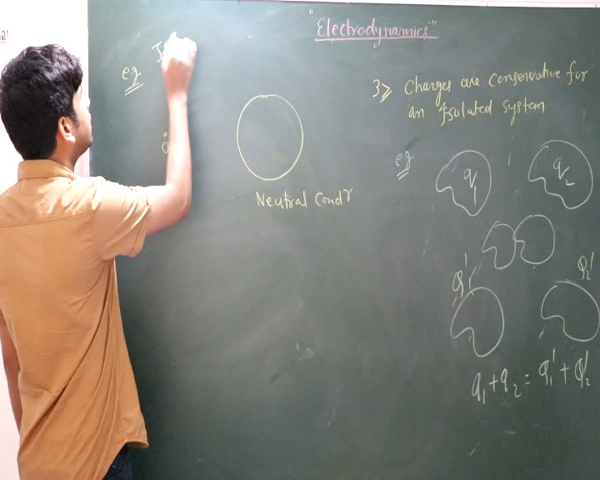 "Electrodynamics"
eg
Neutral Condr
3> Charges are conservative for
an Isolated System
eg
q1
q2
q1'
q2'
q1 + q2 = q1' + q2'